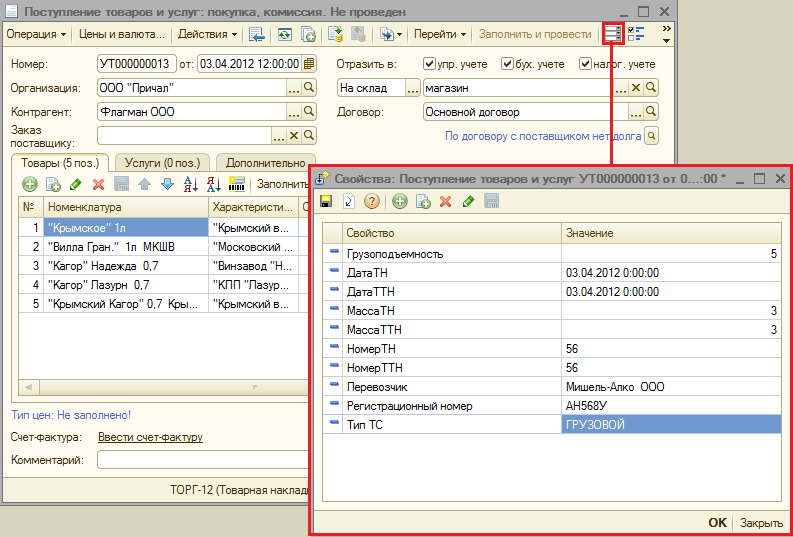 Поступление товаров и услуг: покупка, комиссия. Не проведен
Операция Цены и валюта... Действия Перейти Заполнить и провести
Номер: УТ000000013 от: 03.04.2012 12:00:00 Отразить в: упр. учете бух. учете налог. учете
Организация: ООО "Причал" На склад магазин
Контрагент: Флагман ООО Договор: Основной договор
Заказ
поставщику: По договору с поставщиком нет долга
Товары (5 поз.) Услуги (0 поз.) Дополнительно
Заполнить
№ Номенклатура Характеристи... С
1 "Крымское" 1л "Крымский в...
2 "Вилла Гран." 1л МКШВ "Московский
3 "Кагор" Надежда 0,7 "Винзавод "Н...
4 "Кагор" Лазурн 0,7 "КПП "Лазур...
5 "Крымский Кагор" 0,7 Кры... "Крымский в...
Тип цен: Не заполнено!
Счет-фактура: Ввести счет-фактуру
Комментарий:
ТОРГ-12 (Товарная наклад
Свойства: Поступление товаров и услуг УТ000000013 от 0...:00 *
Свойство Значение
Грузоподъемность 5
ДатаТН 03.04.2012 0:00:00
ДатаТТН 03.04.2012 0:00:00
МассаТН 3
МассаТТН 3
НомерТН 56
НомерТТН 56
Перевозчик Мишель-Алко ООО
Регистрационный номер АН568У
Тип ТС ГРУЗОВОЙ
OK Закрыть